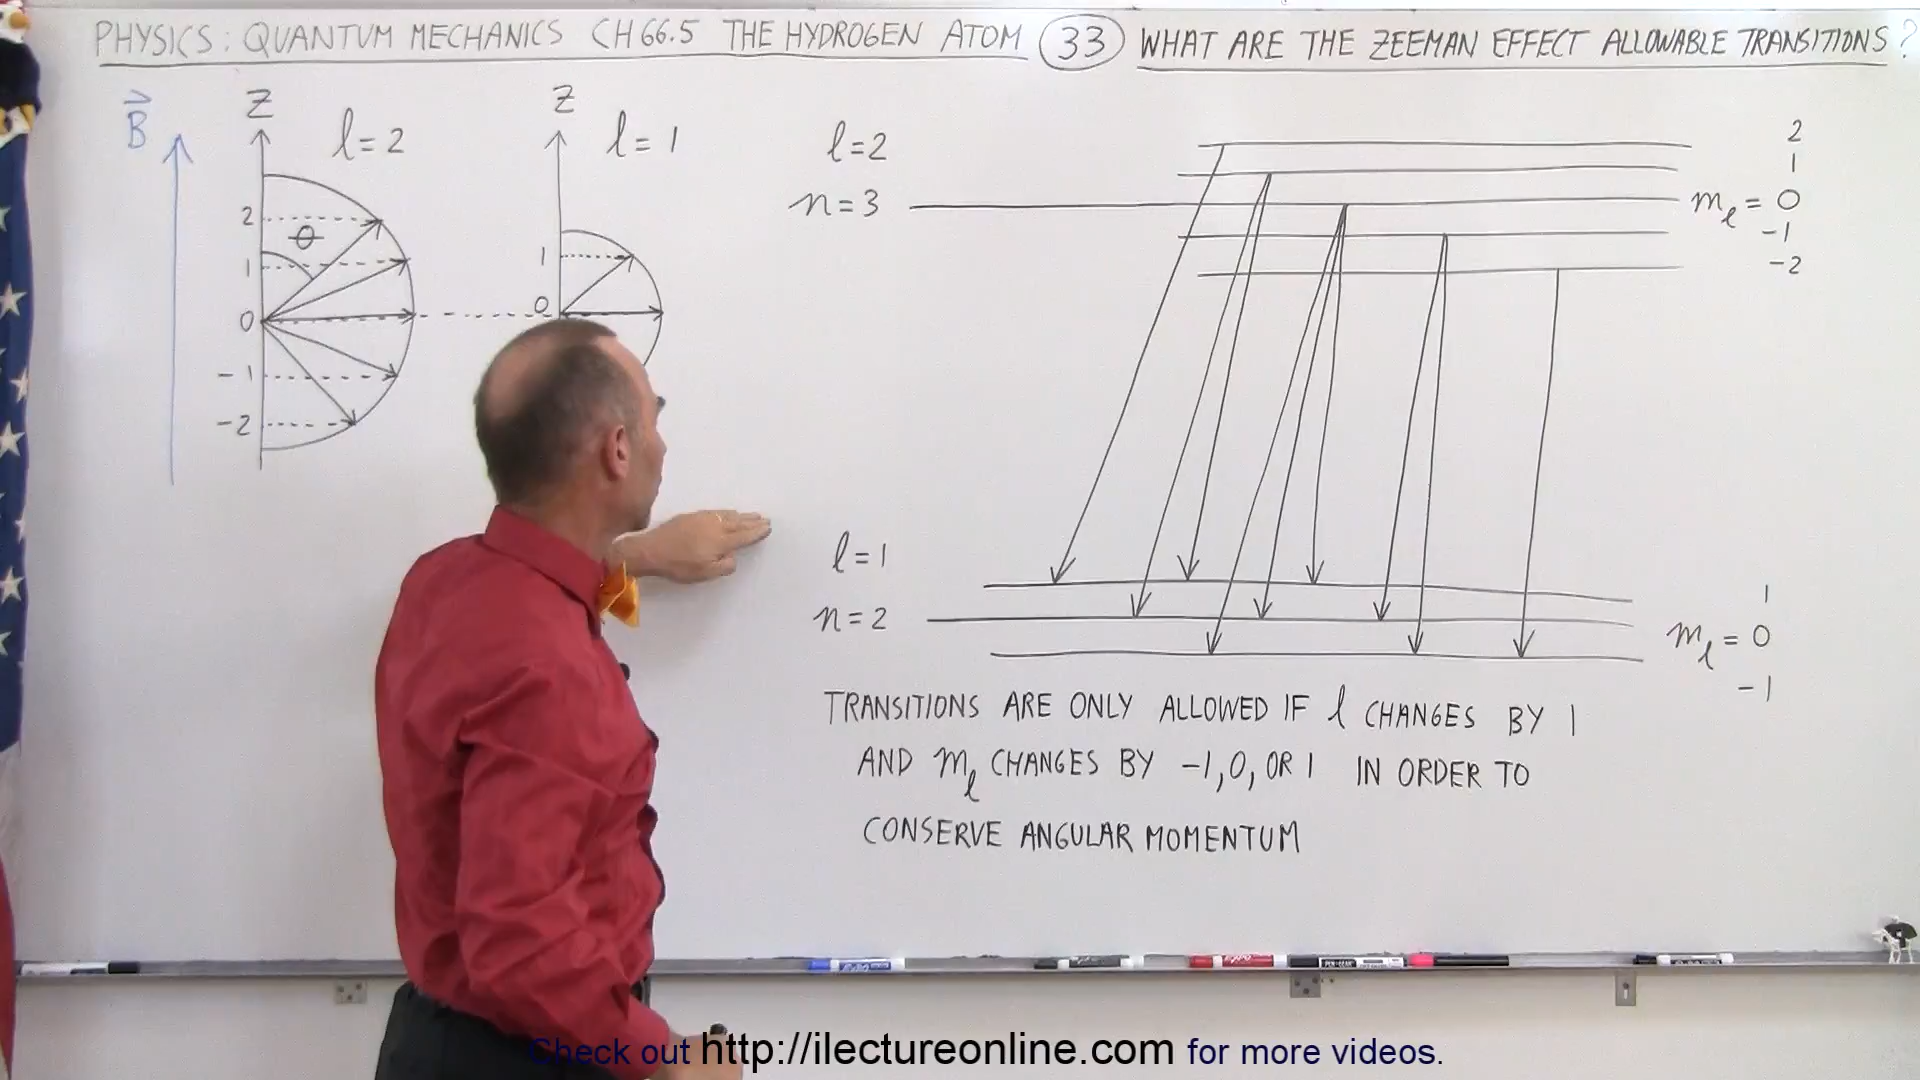 PHYSICS: QUANTUM MECHANICS CH 66.5 THE HYDROGEN ATOM 33 WHAT ARE THE ZEEMAN EFFECT ALLOWABLE TRANSITIONS?
B
Z
l=2
2
θ
1
0
-1
-2
Z
l=1
1
0
l=2
n=3
2
1
mℓ = 0
-1
-2
l=1
n=2
1
mℓ = 0
-1
TRANSITIONS ARE ONLY ALLOWED IF l CHANGES BY 1
AND mℓ CHANGES BY -1, 0, OR 1 IN ORDER TO
CONSERVE ANGULAR MOMENTUM
Check out http://ilectureonline.com for more videos.